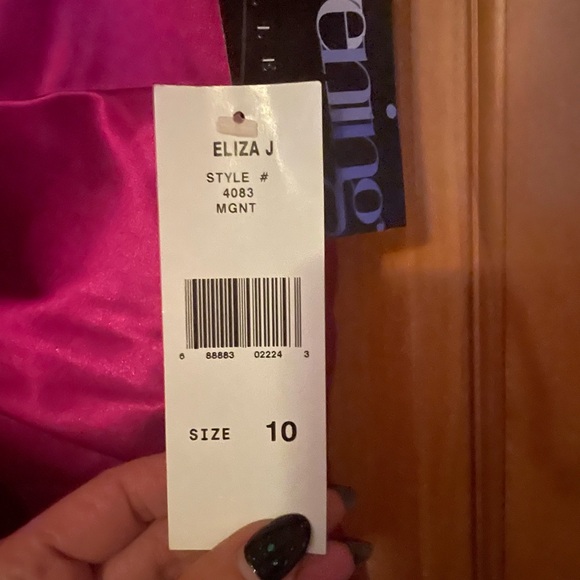 ELIZA J
STYLE #
4083
MGNT
6 88883 02224 3
SIZE 10